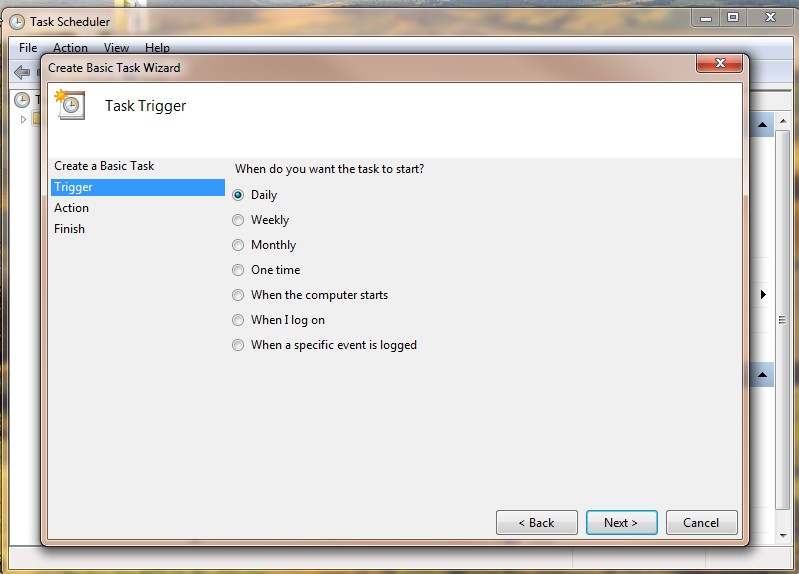 Task Scheduler
File Action View Help
Create Basic Task Wizard
Task Trigger
Create a Basic Task
Trigger
Action
Finish
When do you want the task to start?
Daily
Weekly
Monthly
One time
When the computer starts
When I log on
When a specific event is logged
< Back Next > Cancel